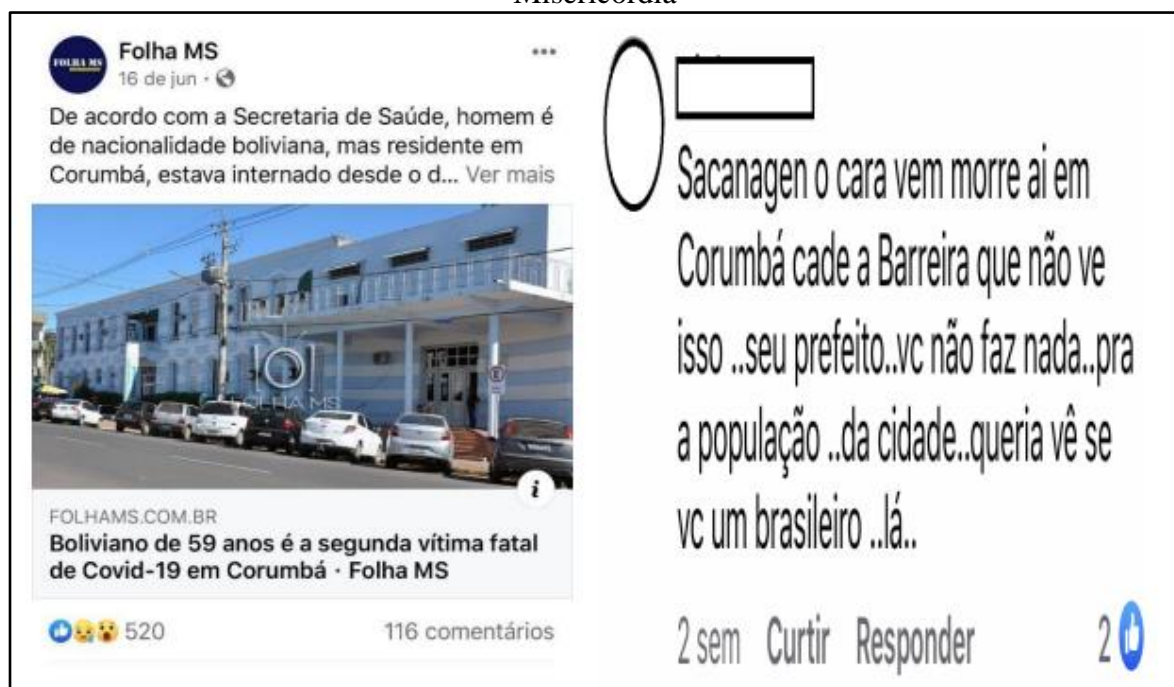 Misericórdia
FOLHA MS
Folha MS
16 de jun
De acordo com a Secretaria de Saúde, homem é
de nacionalidade boliviana, mas residente em
Corumbá, estava internado desde o d... Ver mais
FOLHA MS
E
i
FOLHAMS.COM.BR
Boliviano de 59 anos é a segunda vítima fatal
de Covid-19 em Corumbá · Folha MS
520
116 comentários
Sacanagen o cara vem morre ai em
Corumbá cade a Barreira que não ve
isso ..seu prefeito..vc não faz nada..pra
a população ..da cidade..queria vê se
vc um brasileiro ..lá..
2 sem Curtir Responder 2